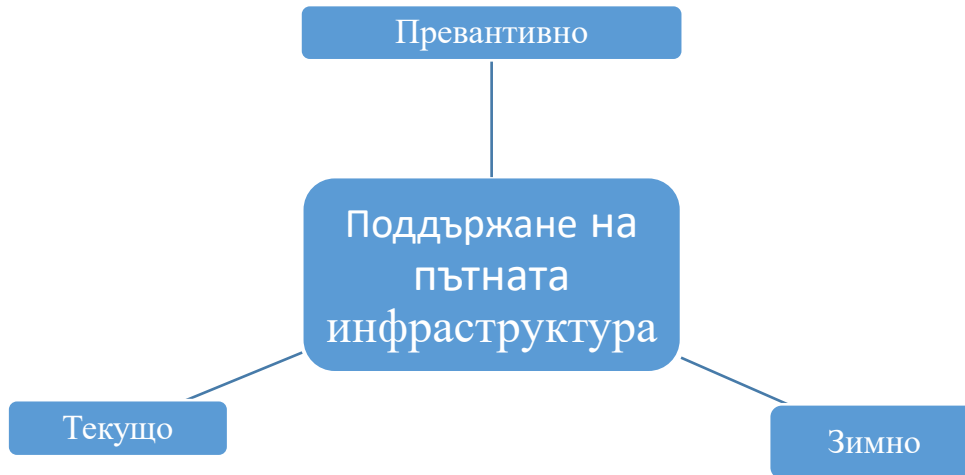 Превантивно
Поддържане на
пътната
инфраструктура
Текущо
Зимно